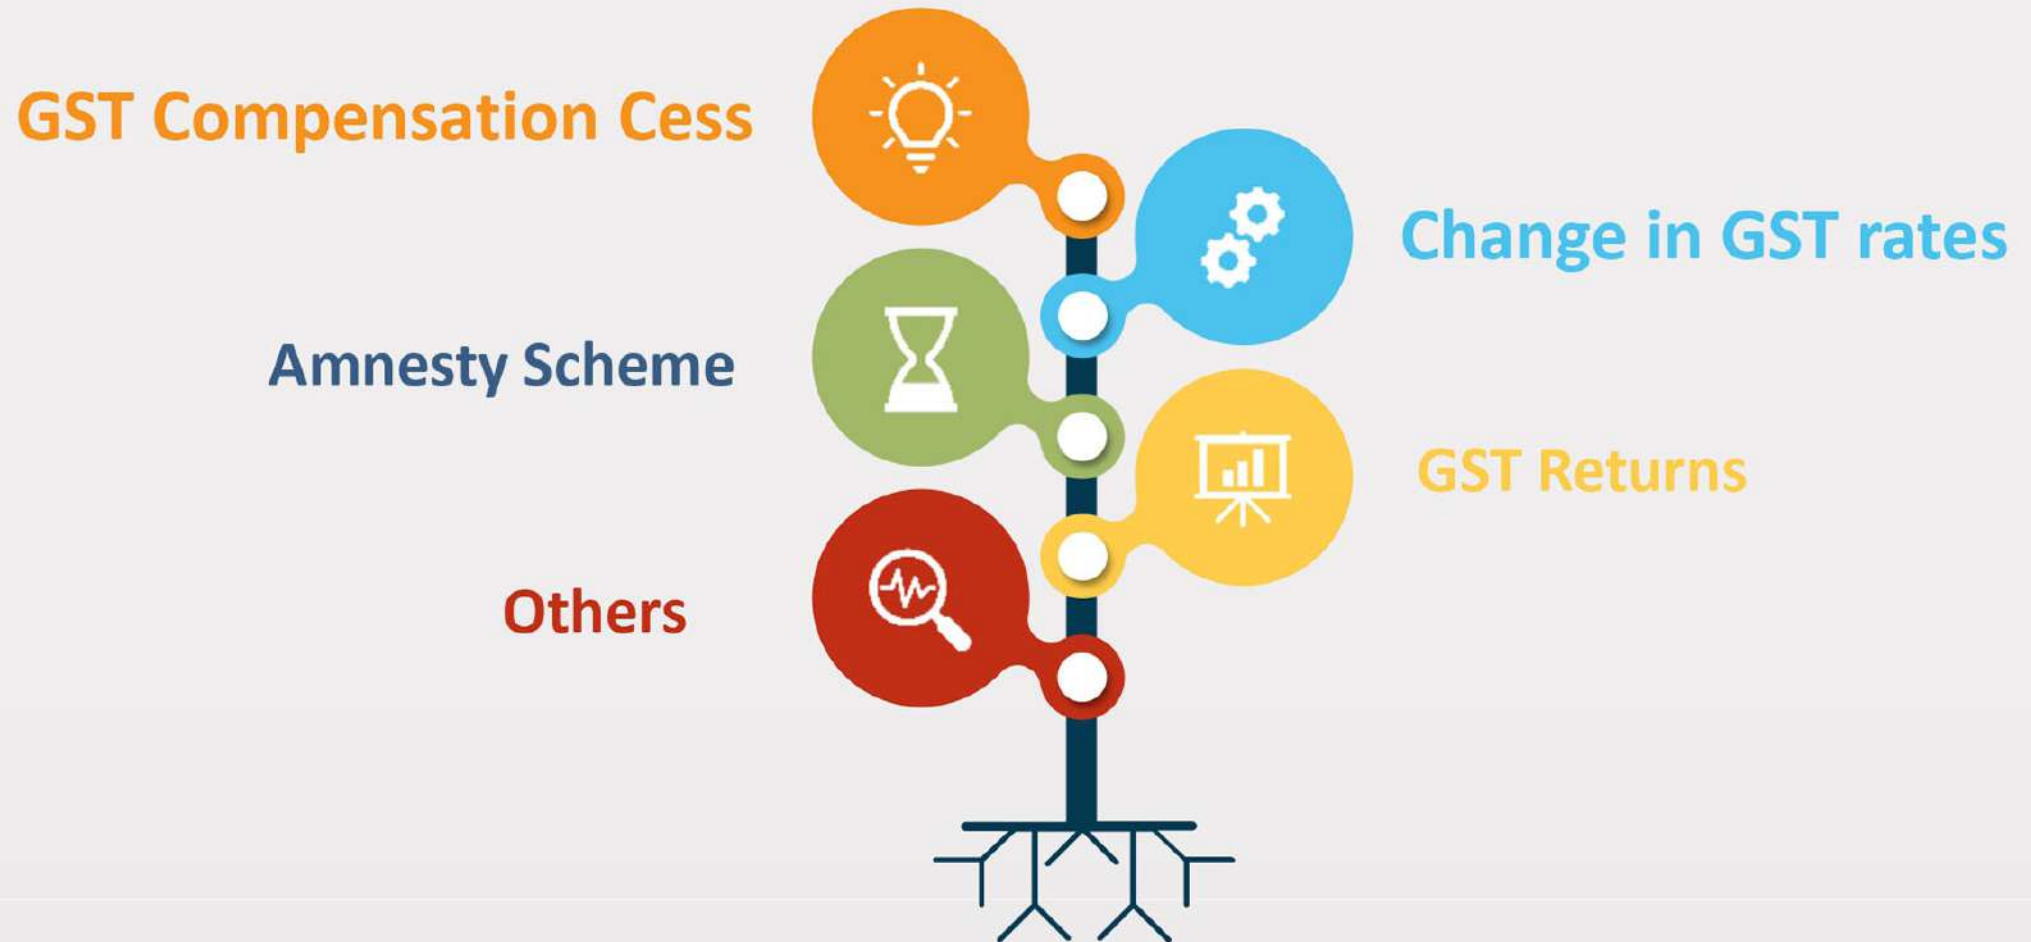 GST Compensation Cess
Change in GST rates
Amnesty Scheme
GST Returns
Others